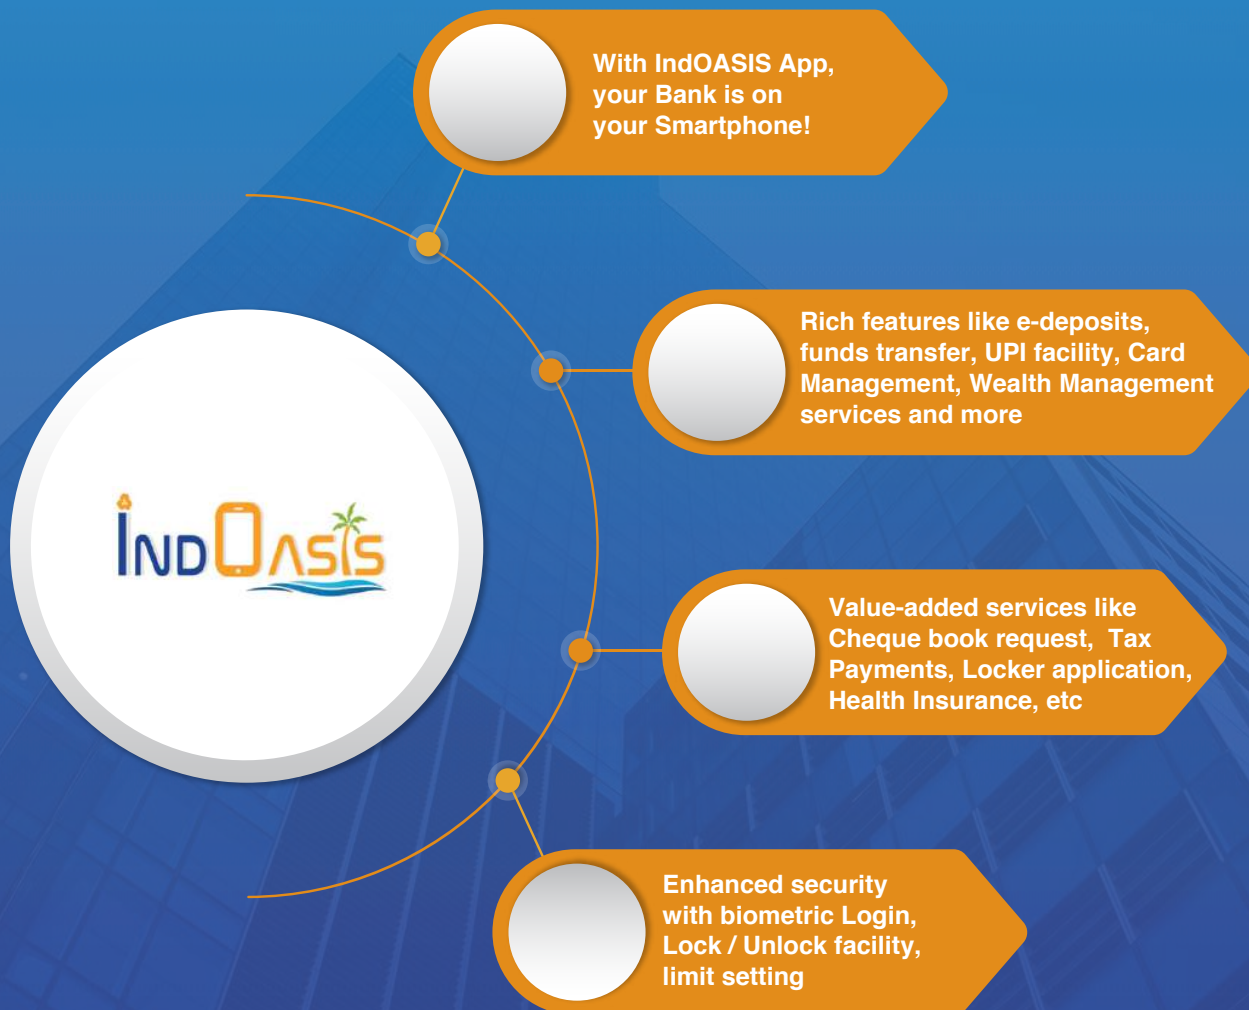 With IndOASIS App,
your Bank is on
your Smartphone!
Rich features like e-deposits,
funds transfer, UPI facility, Card
Management, Wealth Management
services and more
INDOASIS
Value-added services like
Cheque book request,  Tax
Payments, Locker application,
Health Insurance, etc
Enhanced security
with biometric Login,
Lock / Unlock facility,
limit setting